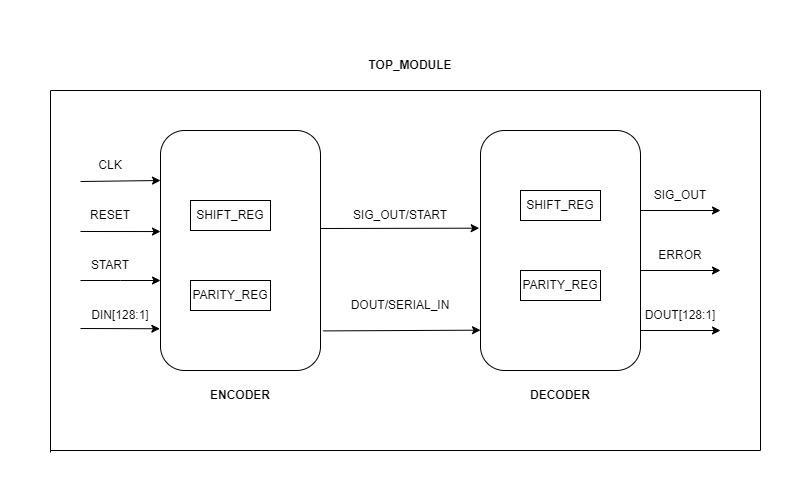 TOP_MODULE
CLK
RESET
START
DIN[128:1]
SHIFT_REG
PARITY_REG
ENCODER
SIG_OUT/START
DOUT/SERIAL_IN
SHIFT_REG
PARITY_REG
DECODER
SIG_OUT
ERROR
DOUT[128:1]